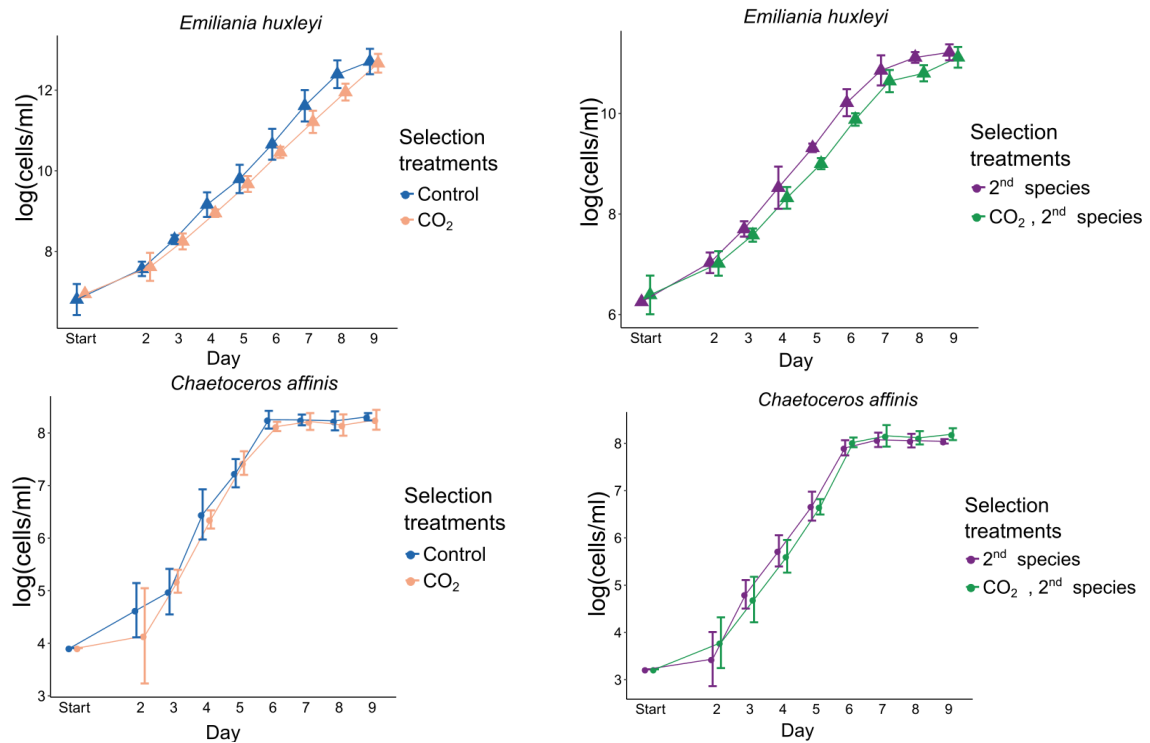 Emiliania huxleyi
log(cells/ml)
12
10
8
Start 2 3 4 5 6 7 8 9
Day
Selection
treatments
Control
CO₂
Emiliania huxleyi
log(cells/ml)
10
8
6
Start 2 3 4 5 6 7 8 9
Day
Selection
treatments
2ⁿᵈ species
CO₂ , 2ⁿᵈ species
Chaetoceros affinis
log(cells/ml)
8
7
6
5
4
3
Start 2 3 4 5 6 7 8 9
Day
Selection
treatments
Control
CO₂
Chaetoceros affinis
log(cells/ml)
8
7
6
5
4
3
Start 2 3 4 5 6 7 8 9
Day
Selection
treatments
2ⁿᵈ species
CO₂ , 2ⁿᵈ species